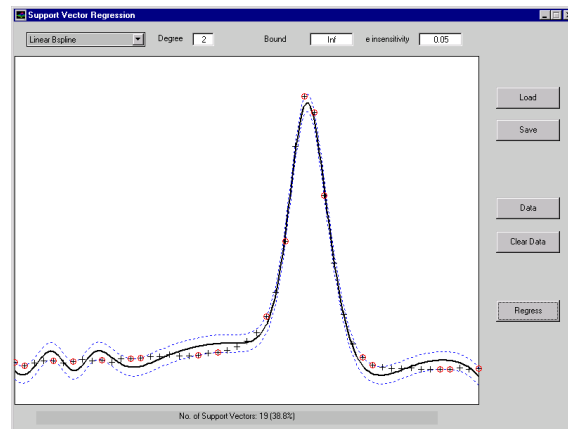 Support Vector Regression
Linear Bspline Degree 2 Bound Inf e insensitivity 0.05
Load
Save
Data
Clear Data
Regress
No. of Support Vectors: 19 (38.8%)